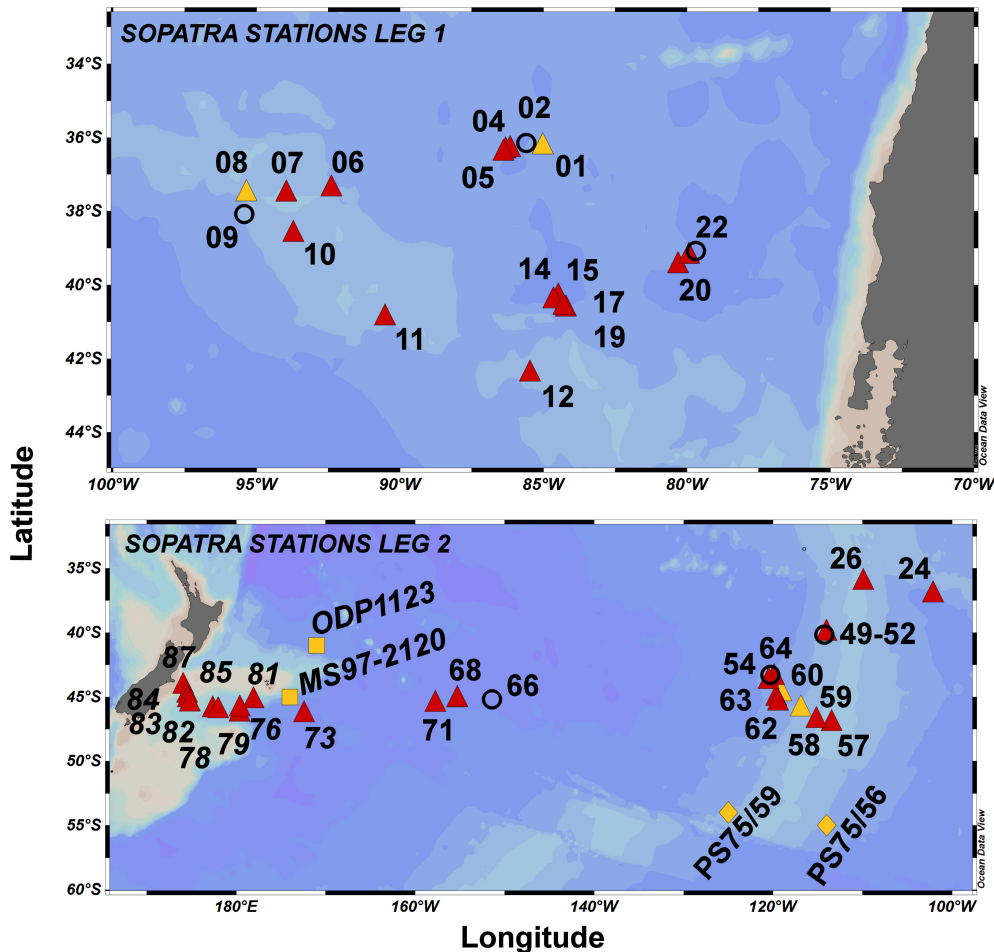 SOPATRA STATIONS LEG 1
34°S
36°S
38°S
40°S
42°S
44°S
04
02
05
01
08
07
06
09
10
22
20
14
15
17
19
11
12
Ocean Data View
100°W
95°W
90°W
85°W
80°W
75°W
70°W
Latitude
SOPATRA STATIONS LEG 2
35°S
40°S
45°S
50°S
55°S
60°S
26
24
ODP1123
MS97-2120
49-52
87
85
81
68
66
54
64
60
84
83
82
78
79
76
73
71
63
62
59
58
57
PS75/59
PS75/56
Ocean Data View
180°E
160°W
140°W
120°W
100°W
Longitude